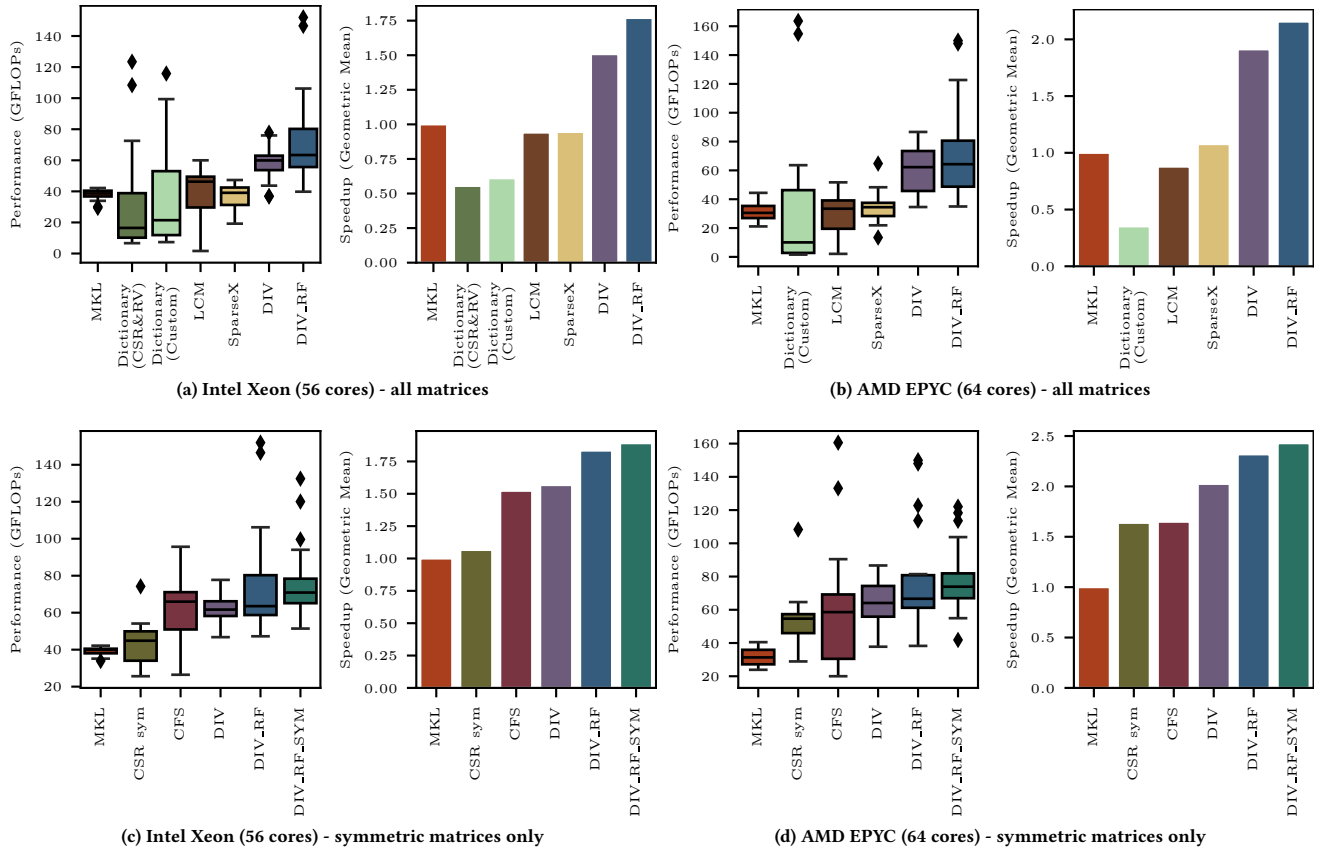 Performance (GFLOPs)
140
120
100
80
60
40
20
0
MKL
Dictionary
(CSR&RV)
Dictionary
(Custom)
LCM
SparseX
DIV
DIV_RF
Speedup (Geometric Mean)
1.75
1.50
1.25
1.00
0.75
0.50
0.25
0.00
MKL
Dictionary
(CSR&RV)
Dictionary
(Custom)
LCM
SparseX
DIV
DIV_RF
(a) Intel Xeon (56 cores) - all matrices
Performance (GFLOPs)
160
140
120
100
80
60
40
20
0
MKL
Dictionary
(Custom)
LCM
SparseX
DIV
DIV_RF
Speedup (Geometric Mean)
2.0
1.5
1.0
0.5
0.0
MKL
Dictionary
(Custom)
LCM
SparseX
DIV
DIV_RF
(b) AMD EPYC (64 cores) - all matrices
Performance (GFLOPs)
140
120
100
80
60
40
20
MKL
CSR sym
CFS
DIV
DIV_RF
DIV_RF_SYM
Speedup (Geometric Mean)
1.75
1.50
1.25
1.00
0.75
0.50
0.25
0.00
MKL
CSR sym
CFS
DIV
DIV_RF
DIV_RF_SYM
(c) Intel Xeon (56 cores) - symmetric matrices only
Performance (GFLOPs)
160
140
120
100
80
60
40
20
MKL
CSR sym
CFS
DIV
DIV_RF
DIV_RF_SYM
Speedup (Geometric Mean)
2.5
2.0
1.5
1.0
0.5
0.0
MKL
CSR sym
CFS
DIV
DIV_RF
DIV_RF_SYM
(d) AMD EPYC (64 cores) - symmetric matrices only